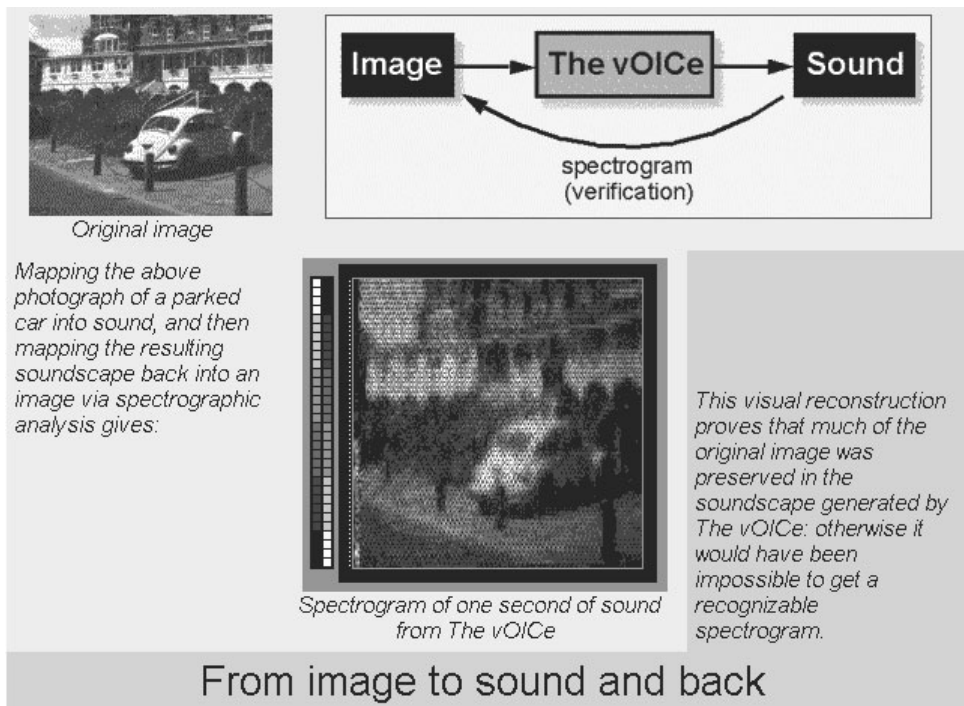 Image
The vOICe
Sound
spectrogram
(verification)
Original image
Mapping the above
photograph of a parked
car into sound, and then
mapping the resulting
soundscape back into an
image via spectrographic
analysis gives:
Spectrogram of one second of sound
from The vOICe
This visual reconstruction
proves that much of the
original image was
preserved in the
soundscape generated by
The vOICe: otherwise it
would have been
impossible to get a
recognizable
spectrogram.
From image to sound and back